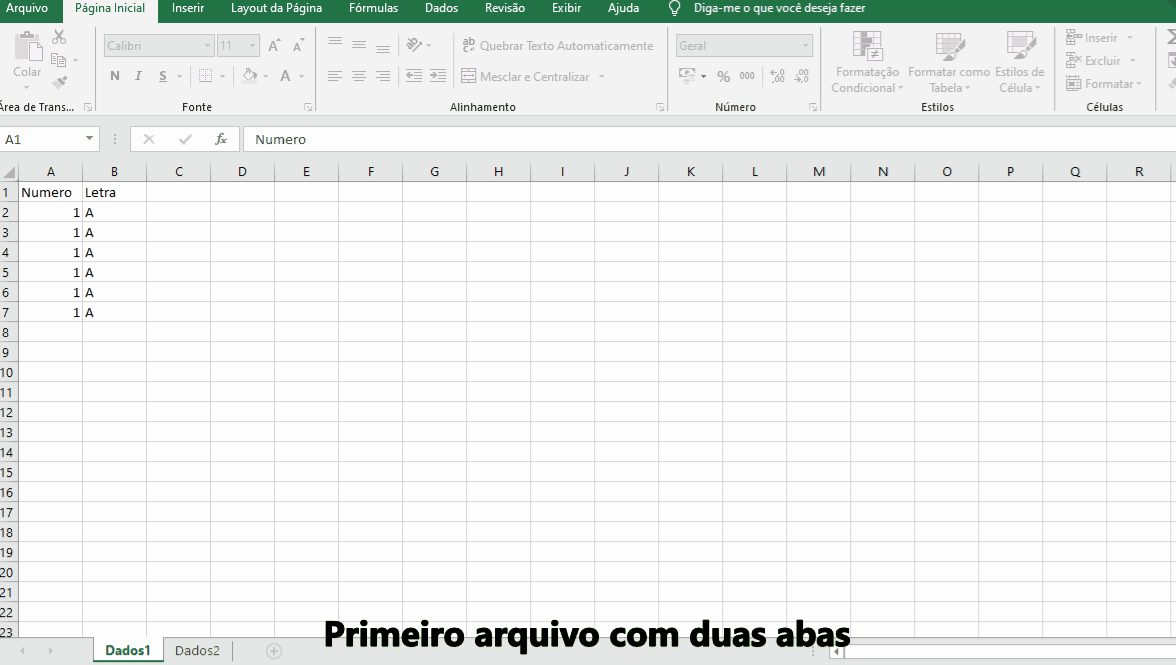 Arquivo Página Inicial Inserir Layout da Página Fórmulas Dados Revisão Exibir Ajuda Diga-me o que você deseja fazer
Calibri 11 A A ab Quebrar Texto Automaticamente Geral Inserir
Colar N I S A Mesclar e Centralizar % 000 ,00 ,00 Formatação Condicional Formatar como Tabela Estilos de Célula Excluir
Formatar
Área de Trans... Fonte Alinhamento Número Estilos Células
A1 fx Numero
A B C D E F G H I J K L M N O P Q R
1 Numero Letra
2 1 A
3 1 A
4 1 A
5 1 A
6 1 A
7 1 A
8
9
10
11
12
13
14
15
16
17
18
19
20
21
22
23
Primeiro arquivo com duas abas
Dados1 Dados2